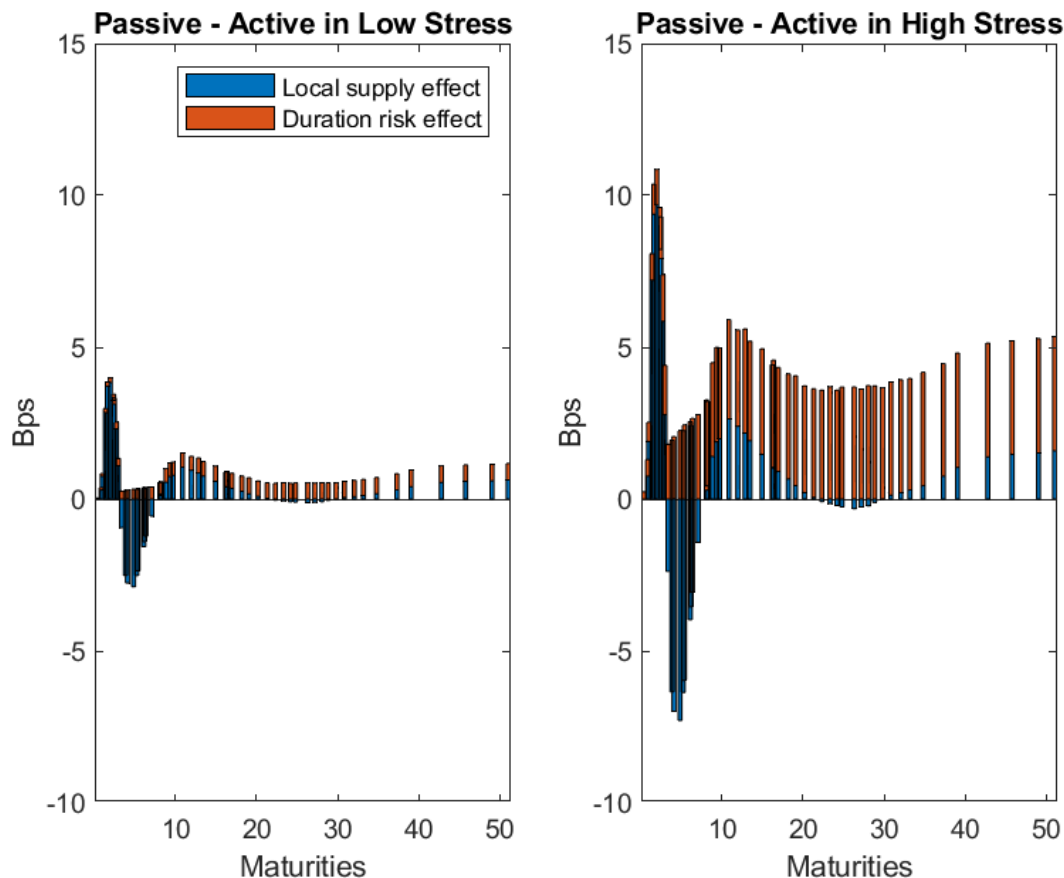 Passive - Active in Low Stress
15
10
5
0
-5
-10
Bps
Local supply effect
Duration risk effect
10
20
30
40
50
Maturities
Passive - Active in High Stress
15
10
5
0
-5
-10
Bps
10
20
30
40
50
Maturities